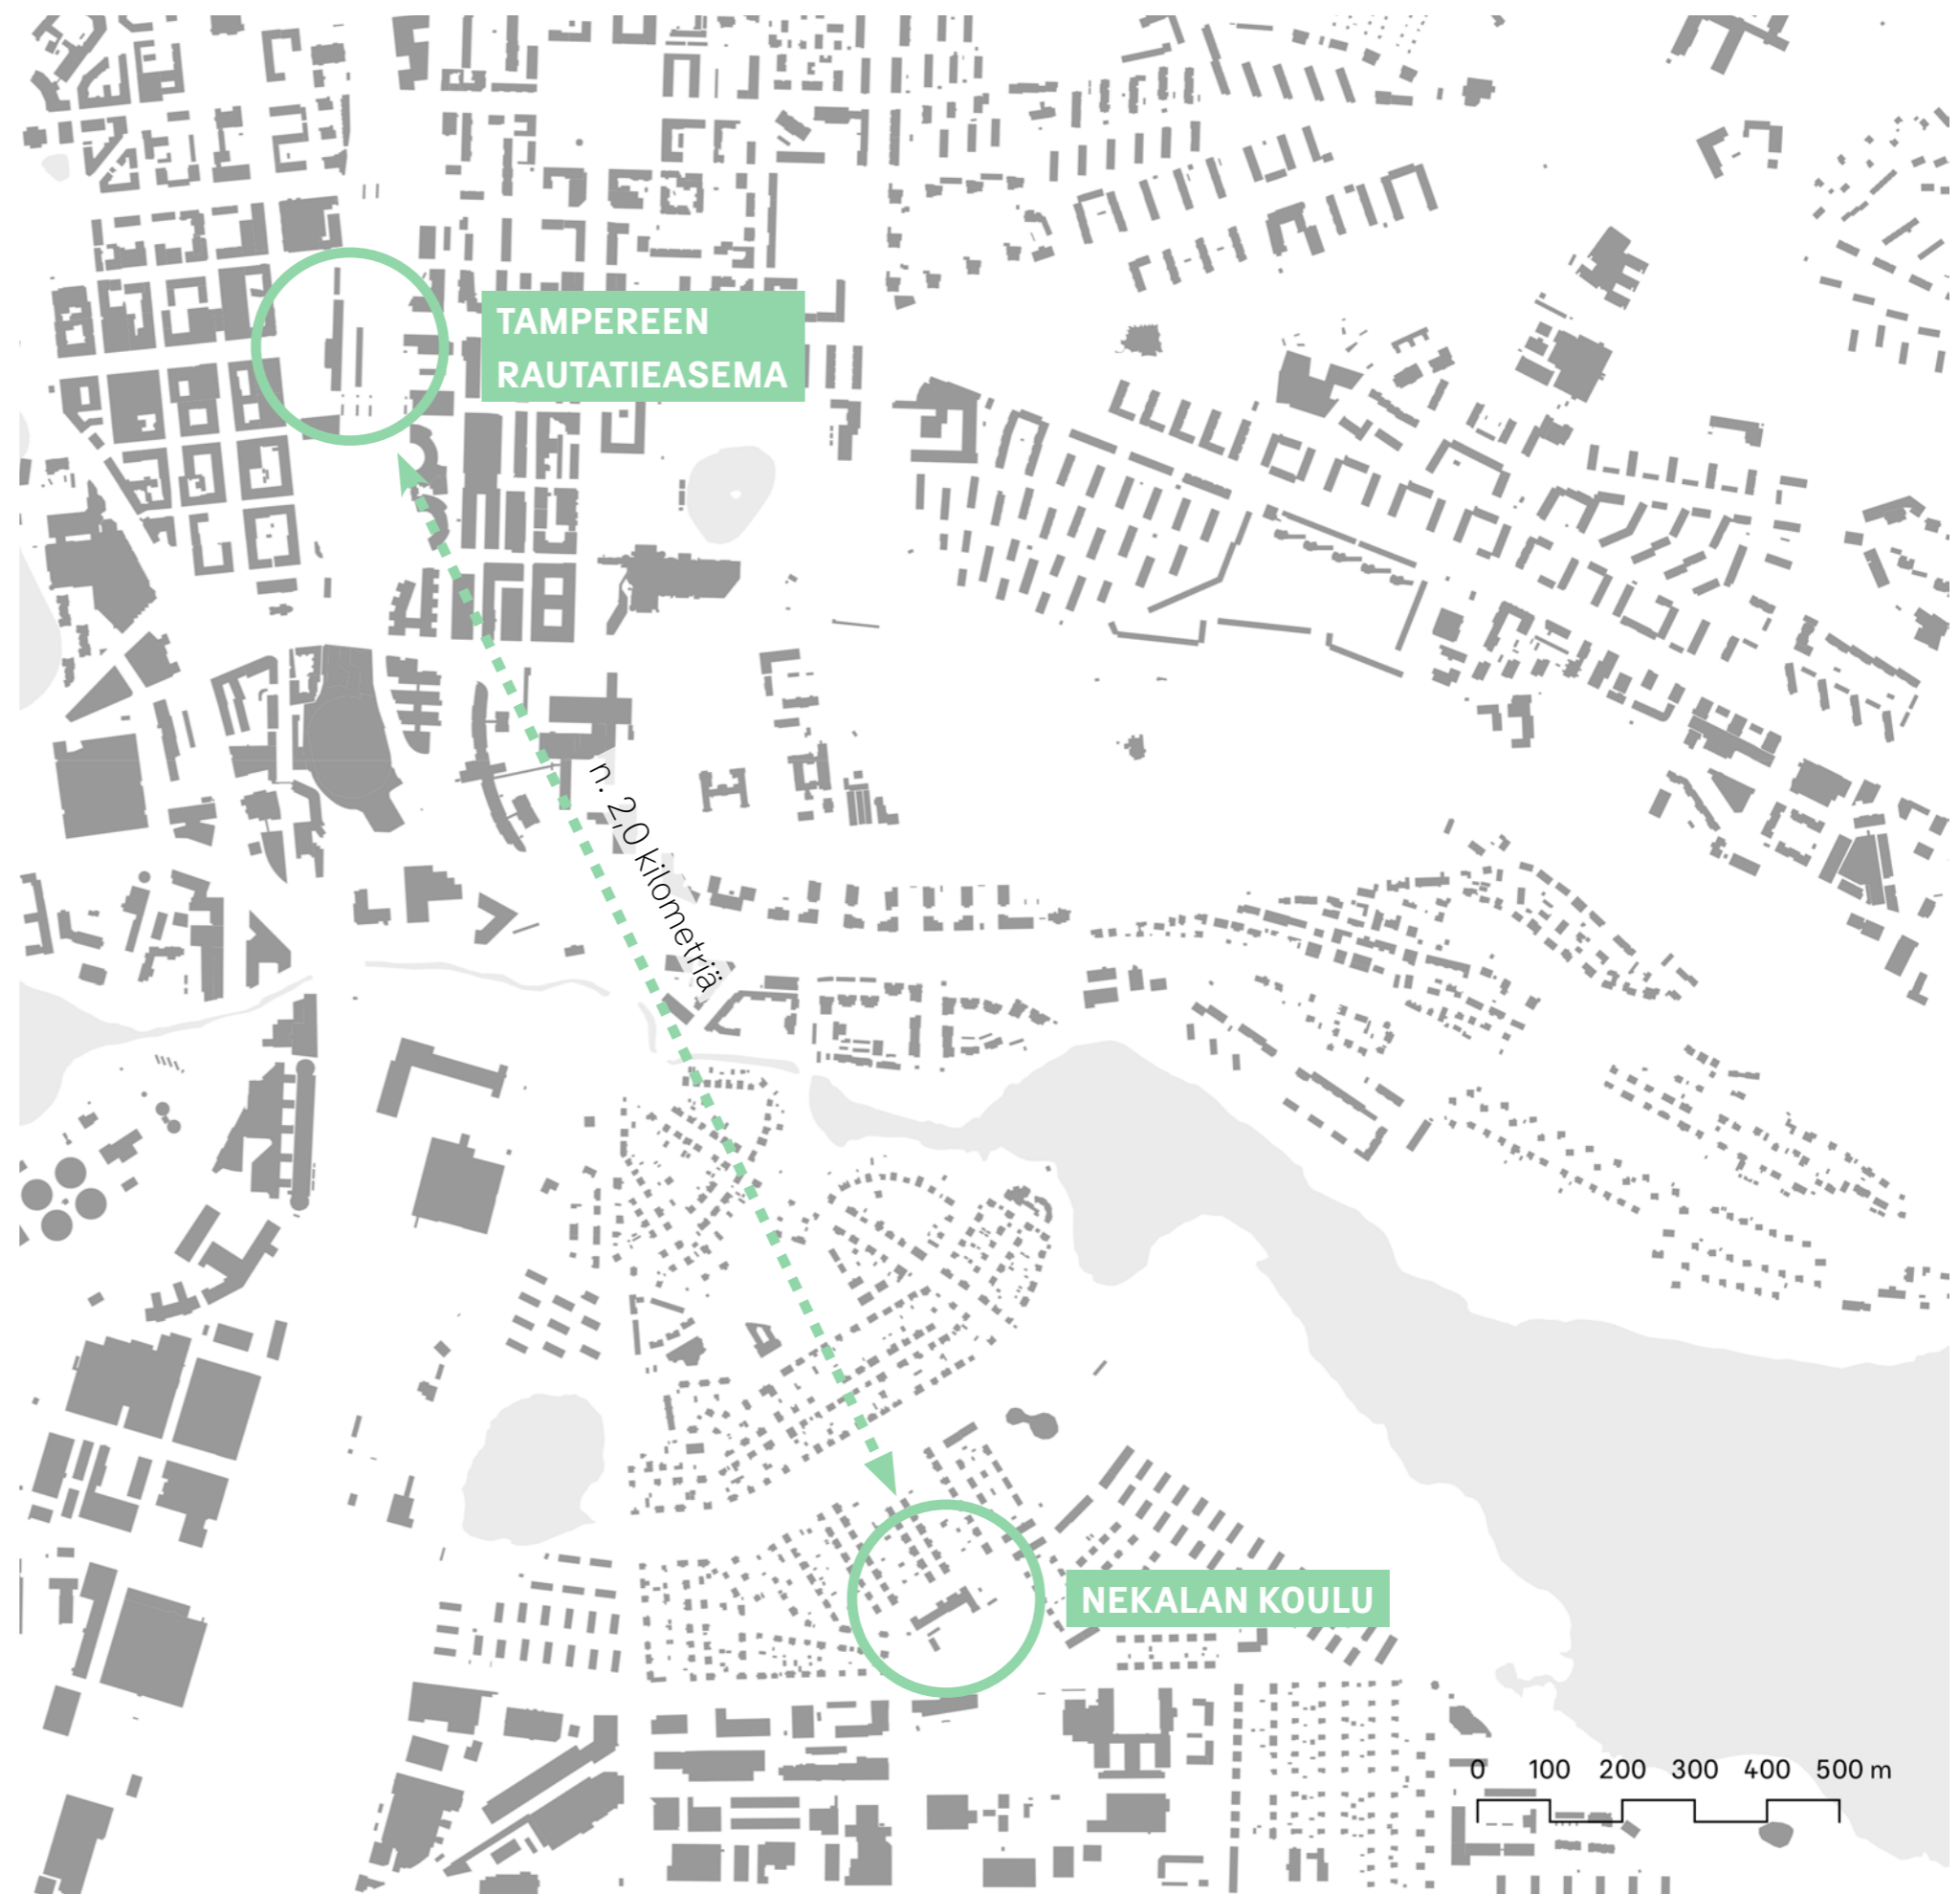 TAMPEREEN
RAUTATIEASEMA
n. 2,0 kilometriä
NEKALAN KOULU
0 100 200 300 400 500 m